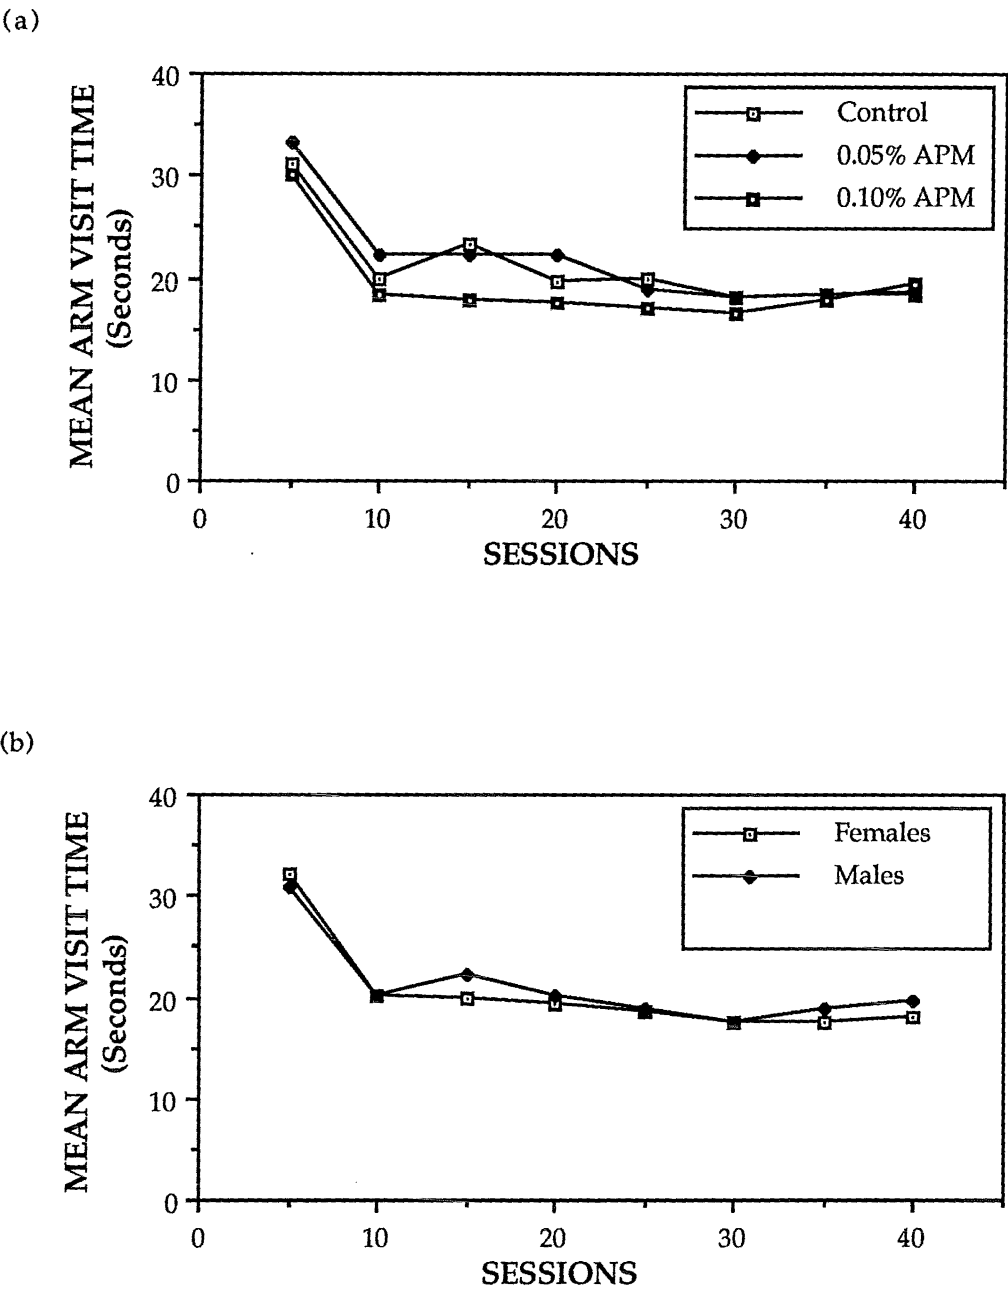 (a)
MEAN ARM VISIT TIME
(Seconds)
40
30
20
10
0
Control
0.05% APM
0.10% APM
0 10 20 30 40
SESSIONS
(b)
MEAN ARM VISIT TIME
(Seconds)
40
30
20
10
0
Females
Males
0 10 20 30 40
SESSIONS